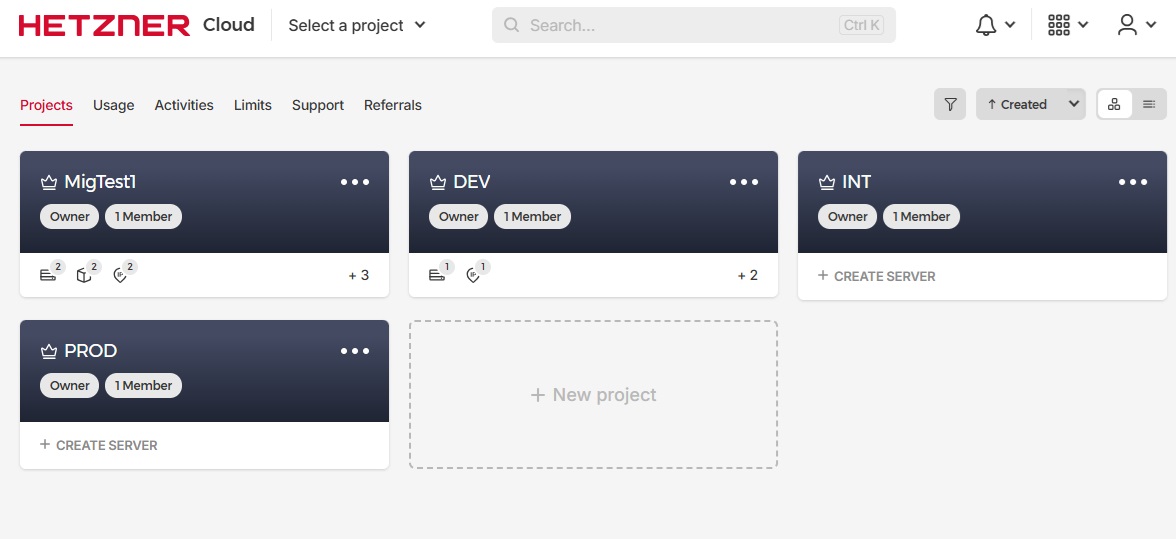 HETZNER Cloud Select a project Search... Ctrl K
Projects Usage Activities Limits Support Referrals ↑ Created
MigTest1
Owner 1 Member
2 2 2 + 3
DEV
Owner 1 Member
1 1 + 2
INT
Owner 1 Member
+ CREATE SERVER
PROD
Owner 1 Member
+ CREATE SERVER
+ New project